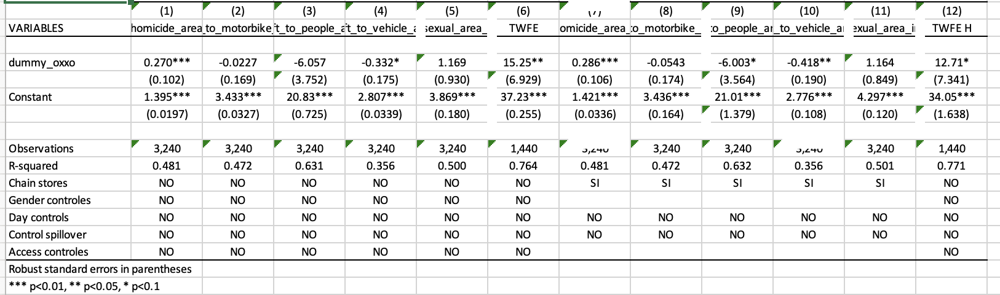 (1) (2) (3) (4) (5) (6) (8) (9) (10) (11) (12)
VARIABLES homicide_area _to_motorbike ft_to_people_a ft_to_vehicle_a sexual_area_ TWFE omicide_area_ :o_motorbike_ :o_people_ar _to_vehicle_ar exual_area_i TWFE H
dummy_oxxo 0.270*** -0.0227 -6.057 -0.332* 1.169 15.25** 0.286*** -0.0543 -6.003* -0.418** 1.164 12.71*
(0.102) (0.169) (3.752) (0.175) (0.930) (6.929) (0.106) (0.174) (3.564) (0.190) (0.849) (7.341)
Constant 1.395*** 3.433*** 20.83*** 2.807*** 3.869*** 37.23*** 1.421*** 3.436*** 21.01*** 2.776*** 4.297*** 34.05***
(0.0197) (0.0327) (0.725) (0.0339) (0.180) (0.255) (0.0336) (0.164) (1.379) (0.108) (0.120) (1.638)
Observations 3,240 3,240 3,240 3,240 3,240 1,440 3,240 3,240 3,240 3,240 3,240 1,440
R-squared 0.481 0.472 0.631 0.356 0.500 0.764 0.481 0.472 0.632 0.356 0.501 0.771
Chain stores NO NO NO NO NO NO SI SI SI SI SI NO
Gender controles NO NO NO NO NO NO NO
Day controls NO NO NO NO NO NO NO NO NO NO NO NO
Control spillover NO NO NO NO NO NO NO NO NO NO NO NO
Access controles NO NO NO NO NO NO NO
Robust standard errors in parentheses
*** p<0.01, ** p<0.05, * p<0.1